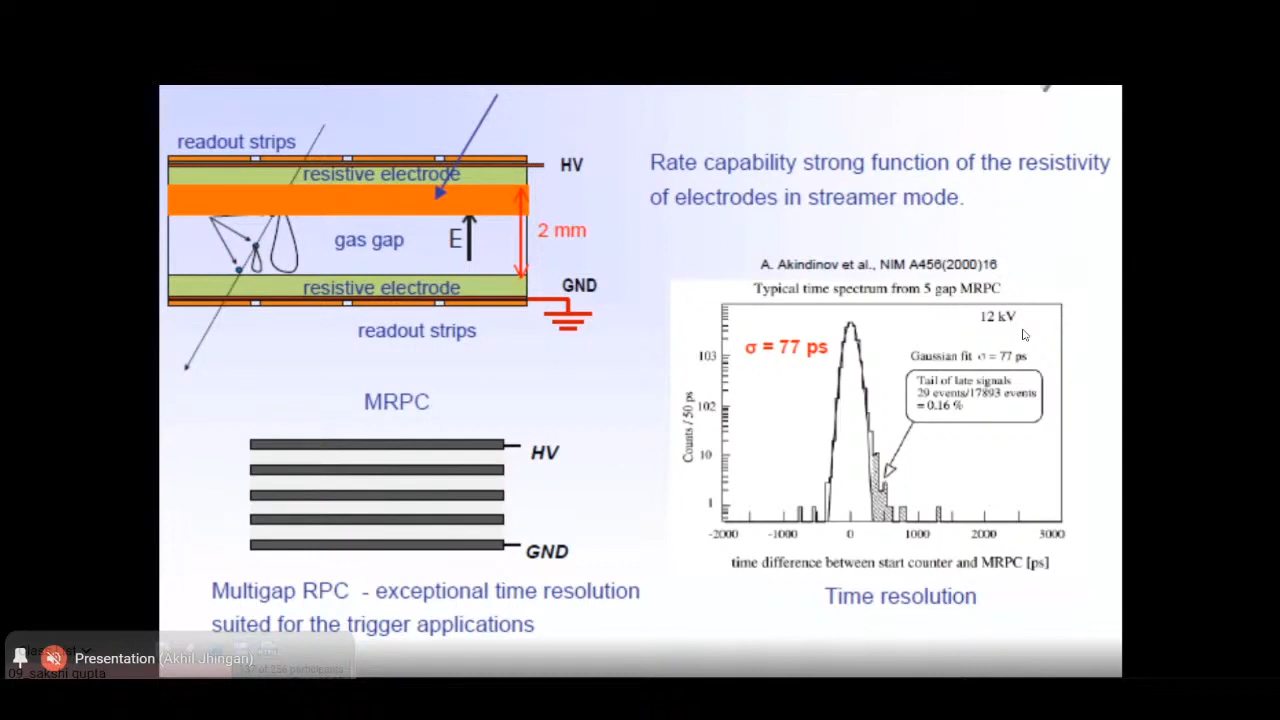 readout strips
HV
resistive electrode
gas gap
E
2 mm
resistive electrode
GND
readout strips
MRPC
HV
GND
Multigap RPC - exceptional time resolution
suited for the trigger applications
Rate capability strong function of the resistivity
of electrodes in streamer mode.
A. Akindinov et al., NIM A456(2000)16
Typical time spectrum from 5 gap MRPC
12 kV
σ = 77 ps
Gaussian fit σ = 77 ps
Tail of late signals
29 events/17893 events
= 0.16 %
Counts / 50 ps
103
102
10
1
-2000 -1000 0 1000 2000 3000
time difference between start counter and MRPC [ps]
Time resolution
Presentation (Akhil Jhingan)
of 256 participants
09_sakshi gupta